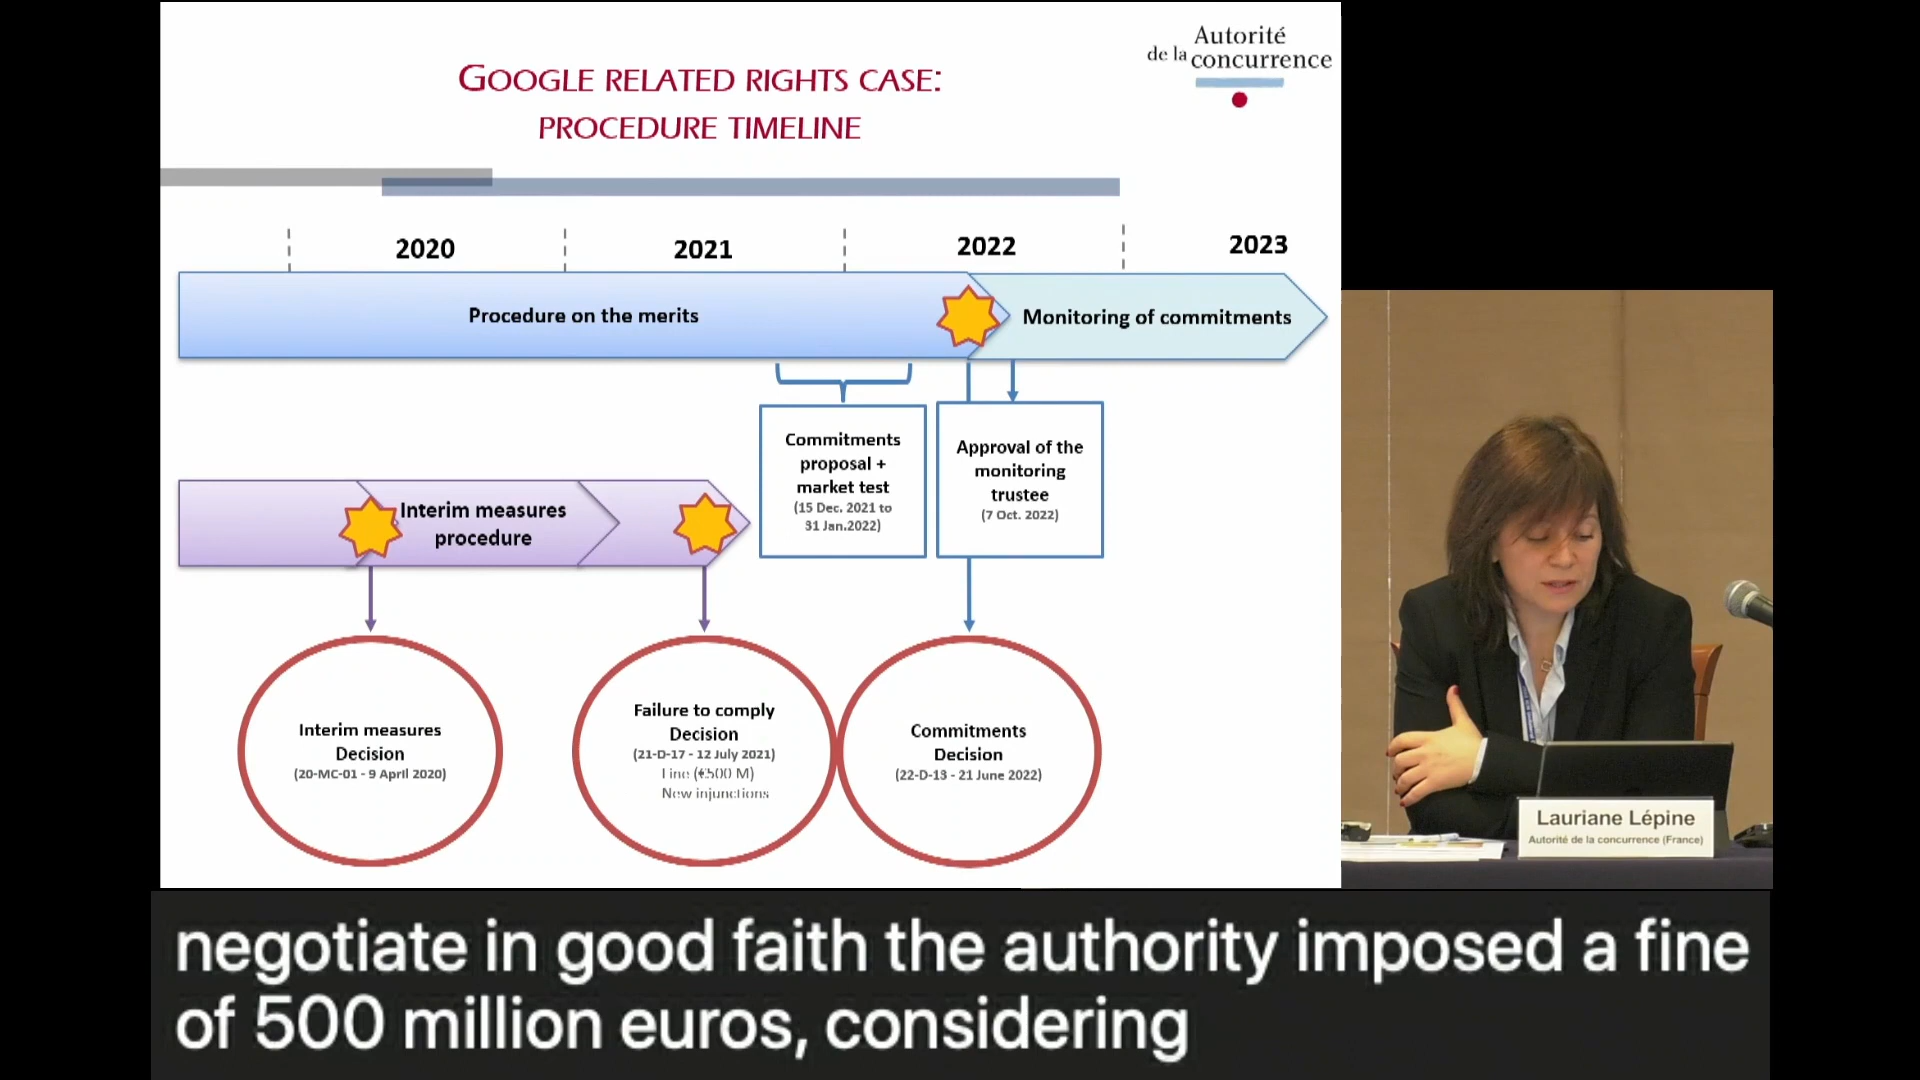 Autorité
de la concurrence
GOOGLE RELATED RIGHTS CASE:
PROCEDURE TIMELINE
2020
2021
2022
2023
Procedure on the merits
Monitoring of commitments
Commitments
proposal +
market test
(15 Dec. 2021 to
31 Jan.2022)
Approval of the
monitoring
trustee
(7 Oct. 2022)
Interim measures
procedure
Interim measures
Decision
(20-MC-01 - 9 April 2020)
Failure to comply
Decision
(21-D-17 - 12 July 2021)
Fine (€500 M)
New injunctions
Commitments
Decision
(22-D-13 - 21 June 2022)
Lauriane Lépine
Autorité de la concurrence (France)
negotiate in good faith the authority imposed a fine
of 500 million euros, considering